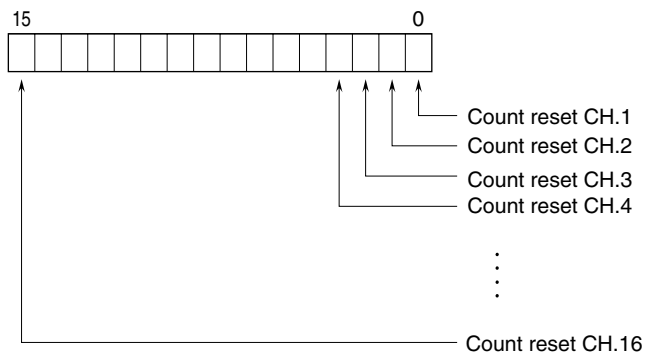 15 0
Count reset CH.1
Count reset CH.2
Count reset CH.3
Count reset CH.4
Count reset CH.16